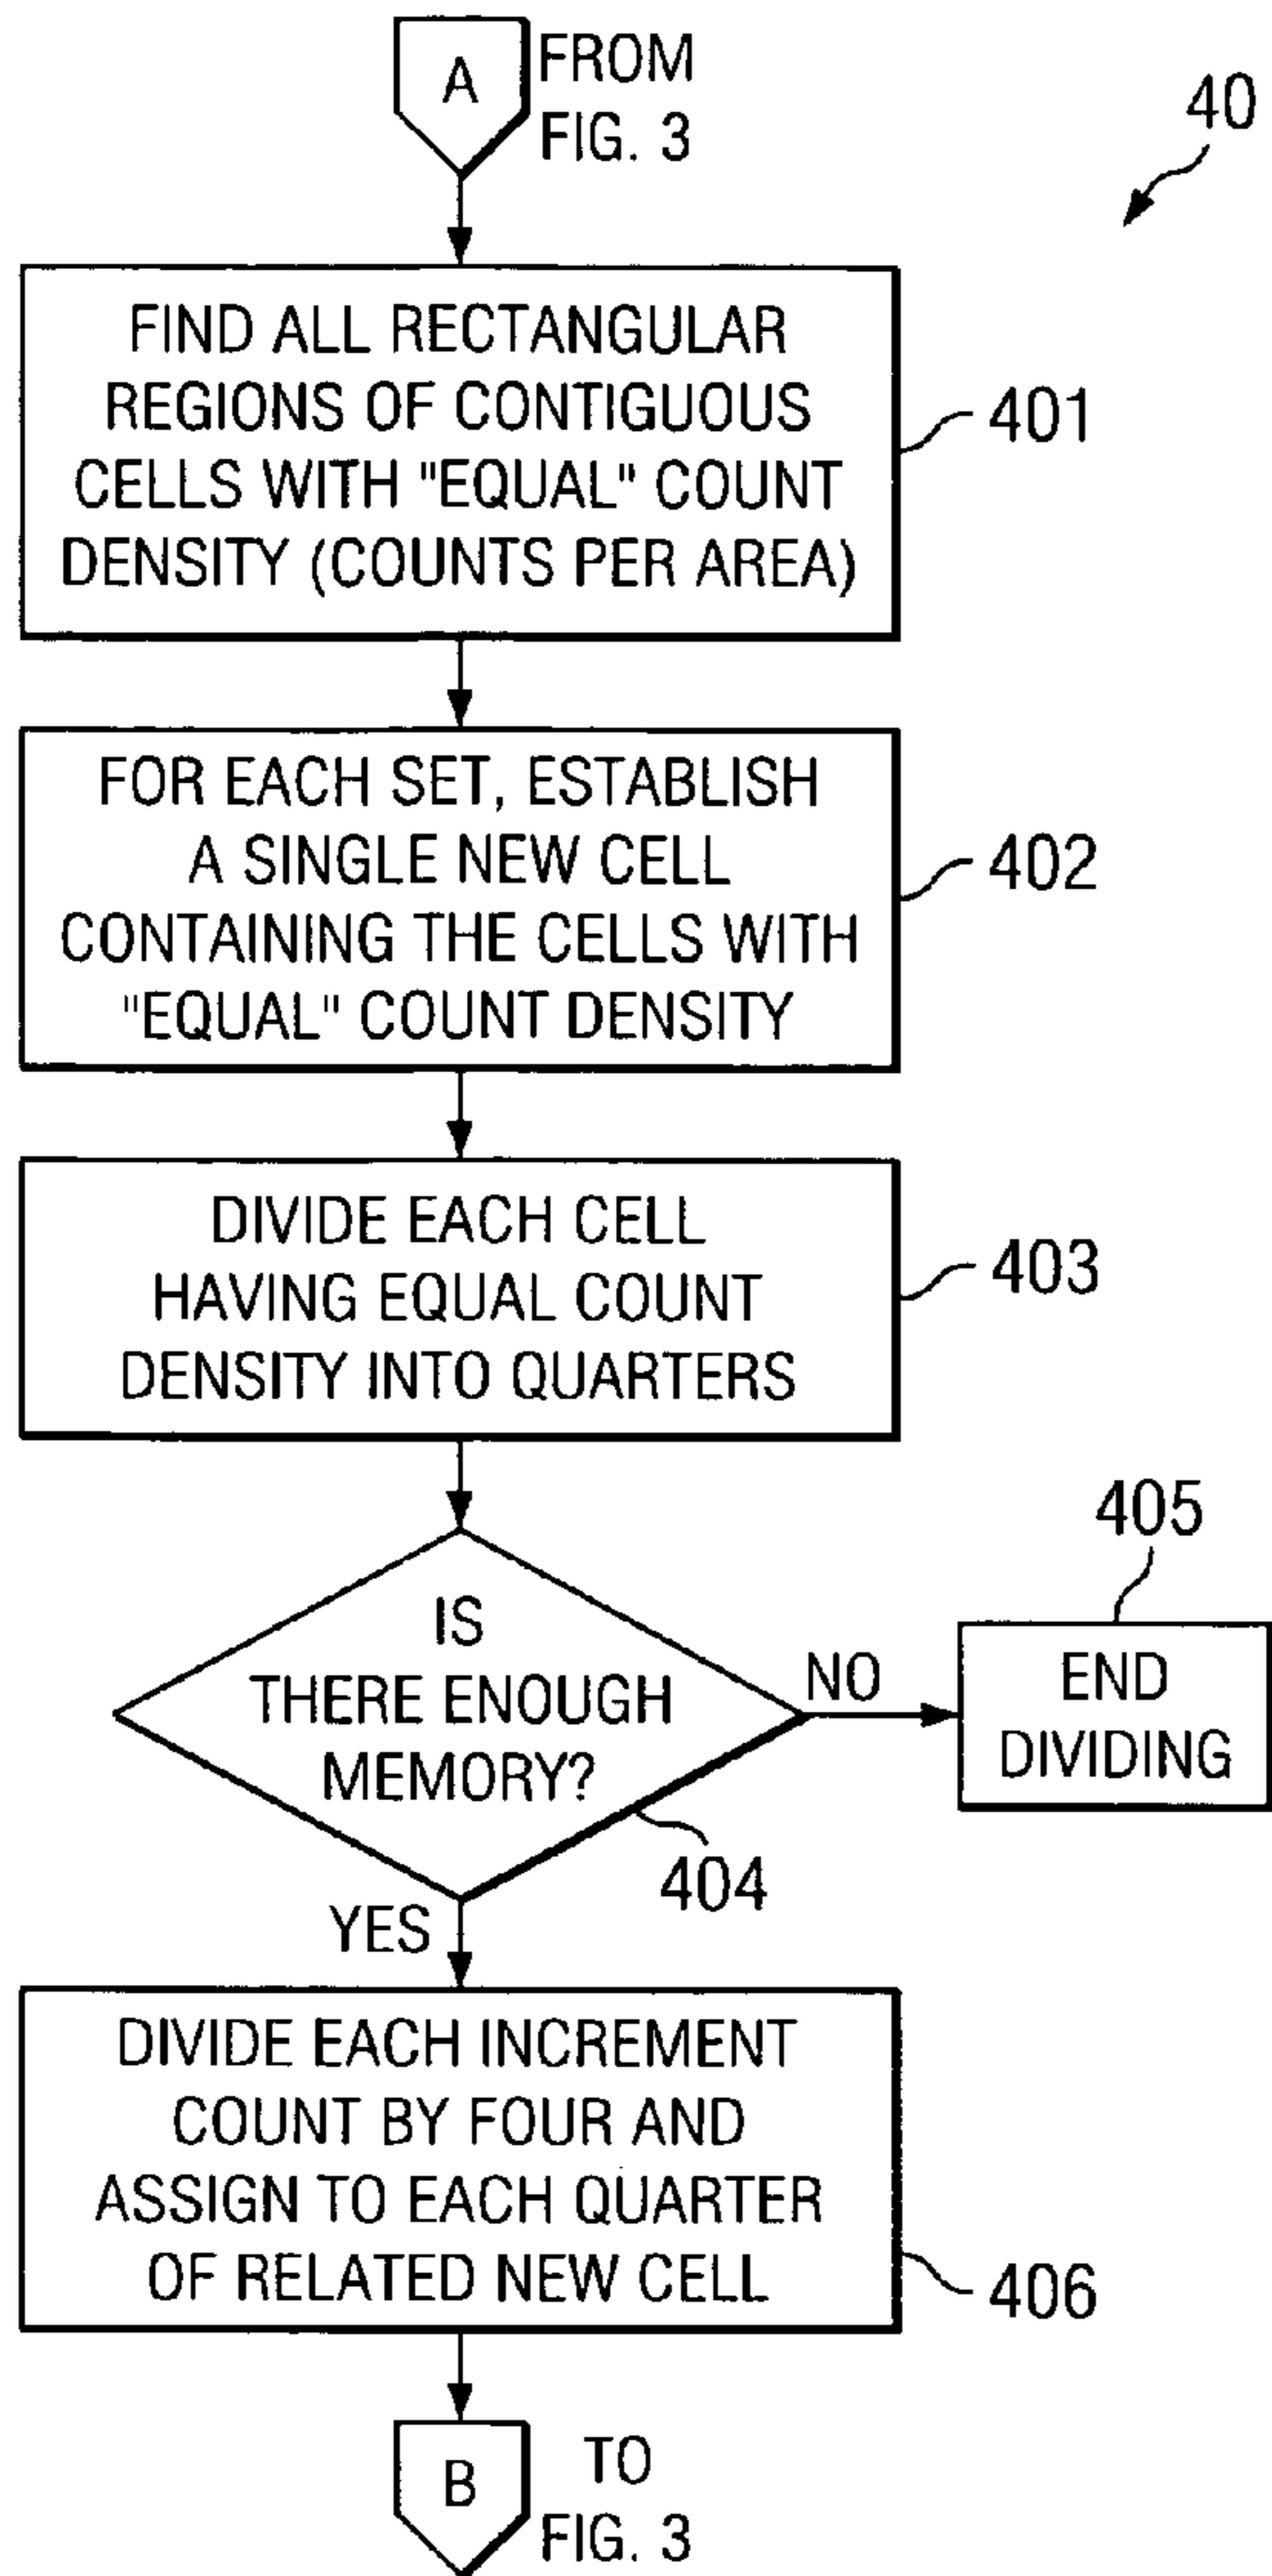 A
FROM
FIG. 3
40
FIND ALL RECTANGULAR
REGIONS OF CONTIGUOUS
CELLS WITH "EQUAL" COUNT
DENSITY (COUNTS PER AREA)
401
FOR EACH SET, ESTABLISH
A SINGLE NEW CELL
CONTAINING THE CELLS WITH
"EQUAL" COUNT DENSITY
402
DIVIDE EACH CELL
HAVING EQUAL COUNT
DENSITY INTO QUARTERS
403
IS
THERE ENOUGH
MEMORY?
404
NO
405
END
DIVIDING
YES
DIVIDE EACH INCREMENT
COUNT BY FOUR AND
ASSIGN TO EACH QUARTER
OF RELATED NEW CELL
406
B
TO
FIG. 3